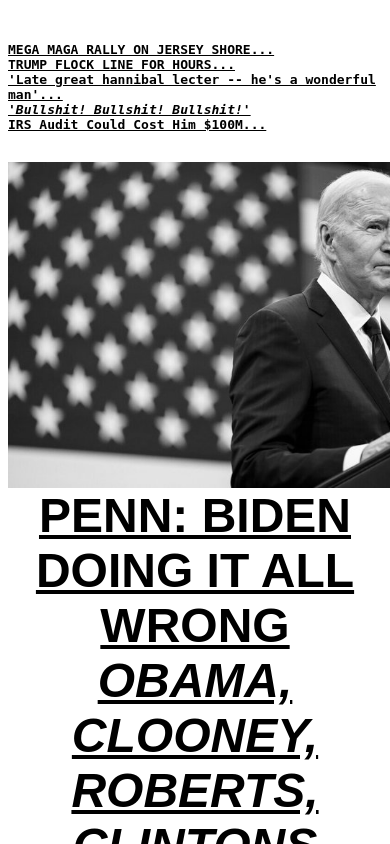 MEGA MAGA RALLY ON JERSEY SHORE...
TRUMP FLOCK LINE FOR HOURS...
'Late great hannibal lecter -- he's a wonderful
man'...
'Bullshit! Bullshit! Bullshit!'
IRS Audit Could Cost Him $100M...
PENN: BIDEN
DOING IT ALL
WRONG
OBAMA,
CLOONEY,
ROBERTS,
CLINTONS